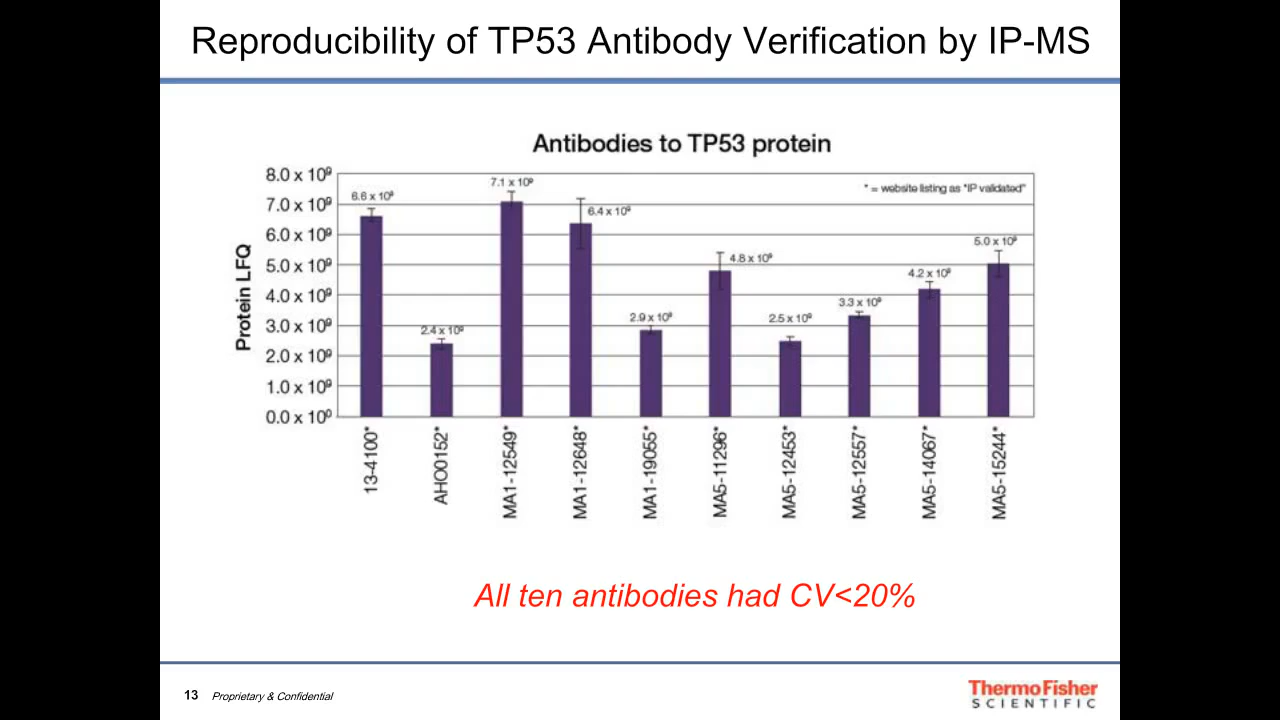 Reproducibility of TP53 Antibody Verification by IP-MS
Antibodies to TP53 protein
* = website listing as "IP validated"
Protein LFQ
8.0 x 10⁹
7.0 x 10⁹
6.0 x 10⁹
5.0 x 10⁹
4.0 x 10⁹
3.0 x 10⁹
2.0 x 10⁹
1.0 x 10⁹
0.0 x 10⁰
6.6 x 10⁹
2.4 x 10⁹
7.1 x 10⁹
6.4 x 10⁹
2.9 x 10⁹
4.8 x 10⁹
2.5 x 10⁹
3.3 x 10⁹
4.2 x 10⁹
5.0 x 10⁹
13-4100*
AHO0152*
MA1-12549*
MA1-12648*
MA1-19055*
MA5-11296*
MA5-12453*
MA5-12557*
MA5-14067*
MA5-15244*
All ten antibodies had CV<20%
13 Proprietary & Confidential
ThermoFisher
SCIENTIFIC